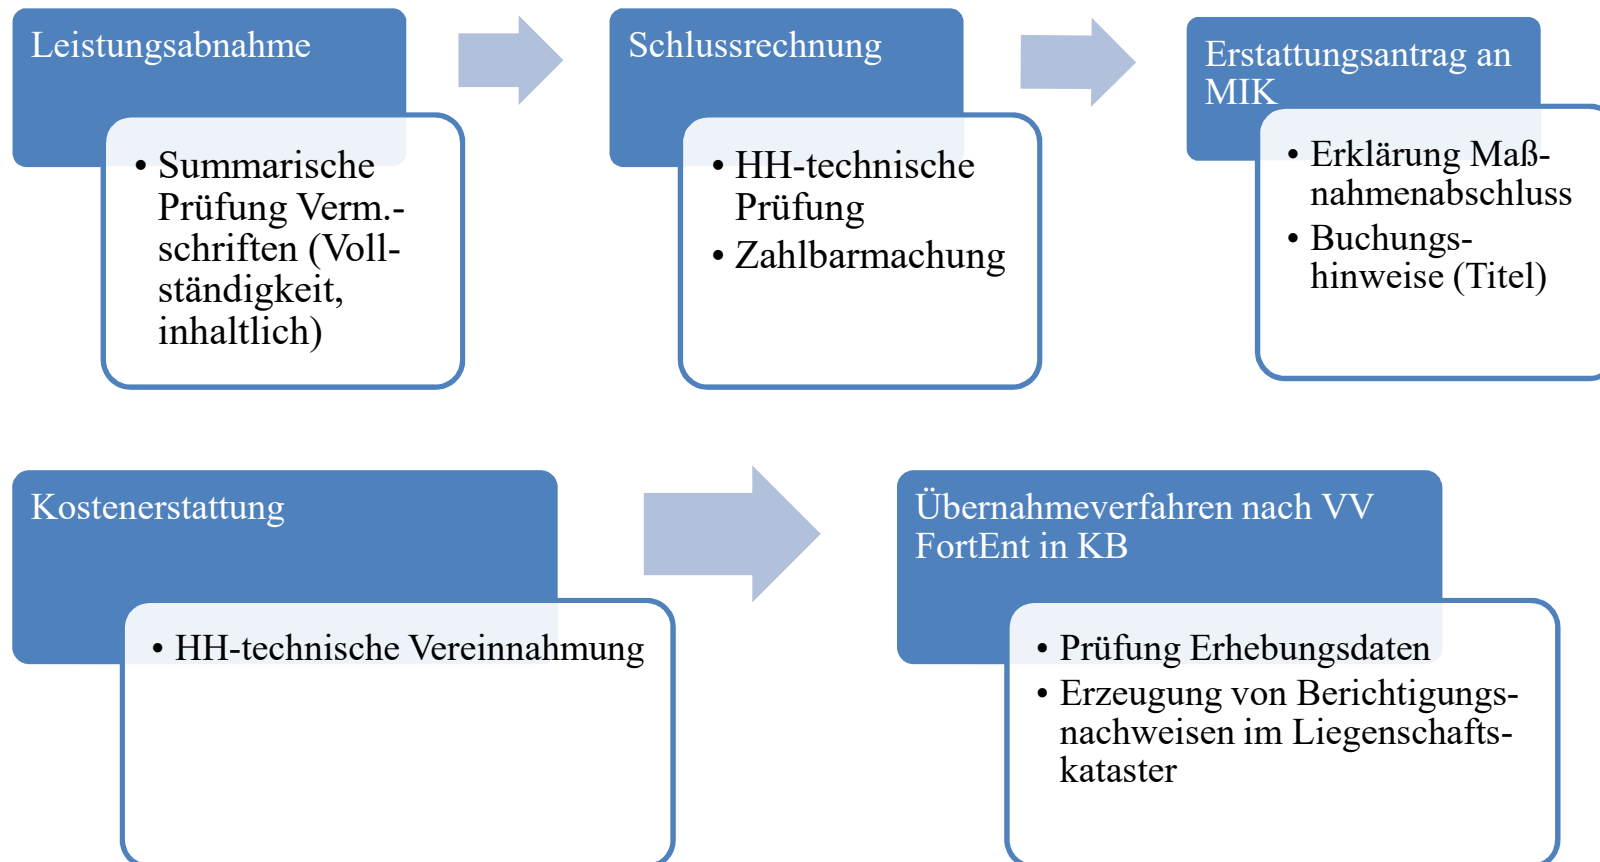 Leistungsabnahme
• Summarische
Prüfung Verm.-
schriften (Voll-
ständigkeit,
inhaltlich)
Schlussrechnung
• HH-technische
Prüfung
• Zahlbarmachung
Erstattungsantrag an
MIK
• Erklärung Maß-
nahmenabschluss
• Buchungs-
hinweise (Titel)
Kostenerstattung
• HH-technische Vereinnahmung
Übernahmeverfahren nach VV
FortEnt in KB
• Prüfung Erhebungsdaten
• Erzeugung von Berichtigungs-
nachweisen im Liegenschafts-
kataster